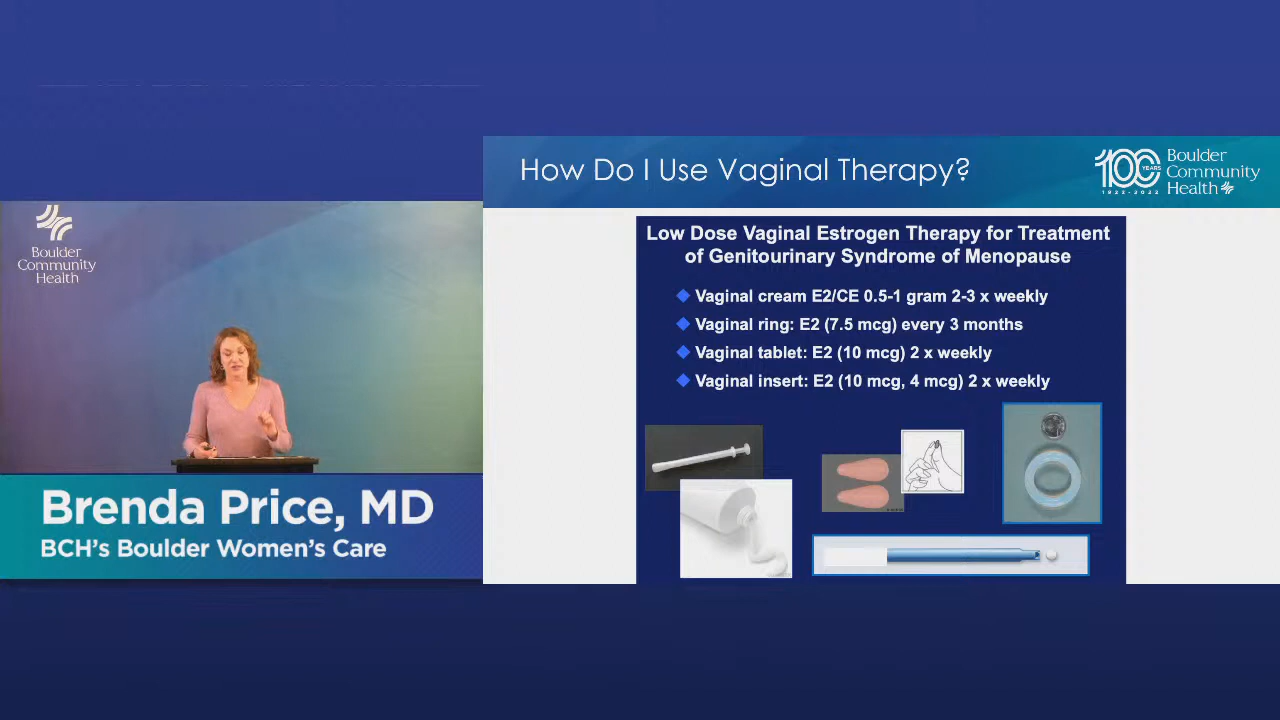 Boulder
Community
Health
Brenda Price, MD
BCH's Boulder Women's Care
How Do I Use Vaginal Therapy?
100 YEARS
1922-2022
Boulder
Community
Health
Low Dose Vaginal Estrogen Therapy for Treatment
of Genitourinary Syndrome of Menopause
Vaginal cream E2/CE 0.5-1 gram 2-3 x weekly
Vaginal ring: E2 (7.5 mcg) every 3 months
Vaginal tablet: E2 (10 mcg) 2 x weekly
Vaginal insert: E2 (10 mcg, 4 mcg) 2 x weekly